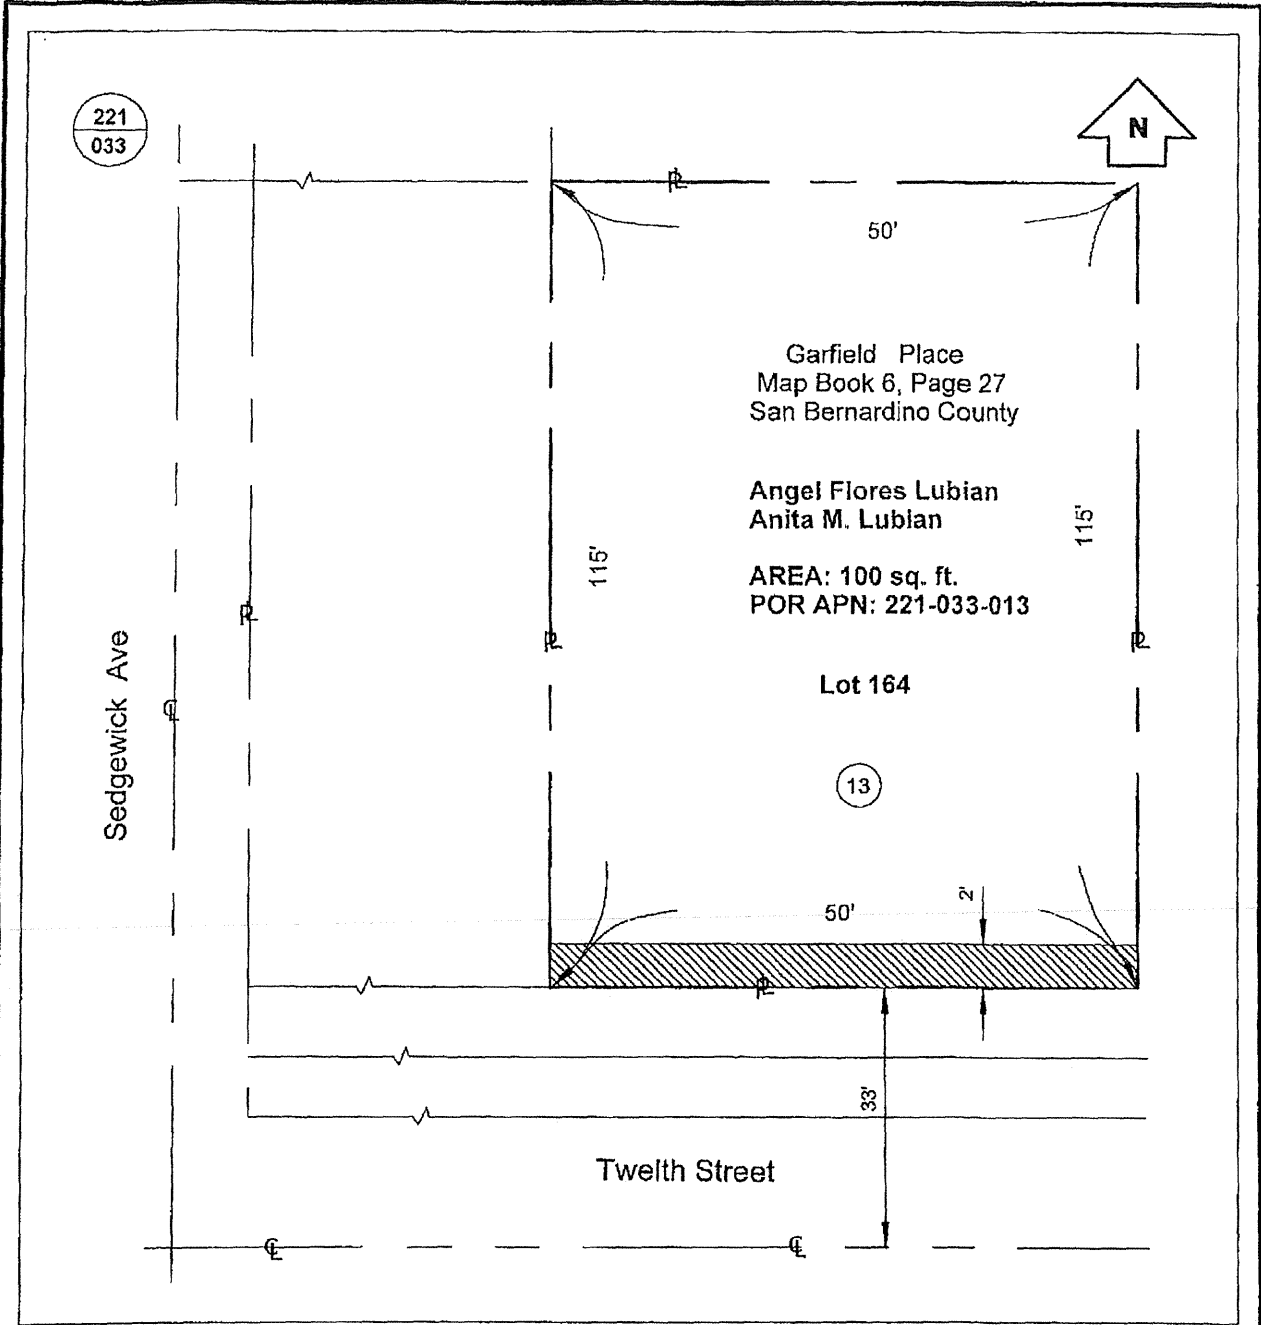 221
033
N
℄
50'
Garfield Place
Map Book 6, Page 27
San Bernardino County
Angel Flores Lubian
Anita M. Lubian
115'
115'
AREA: 100 sq. ft.
POR APN: 221-033-013
Lot 164
Sedgewick Ave
℄
13
50'
2'
33'
Twelth Street
℄
℄